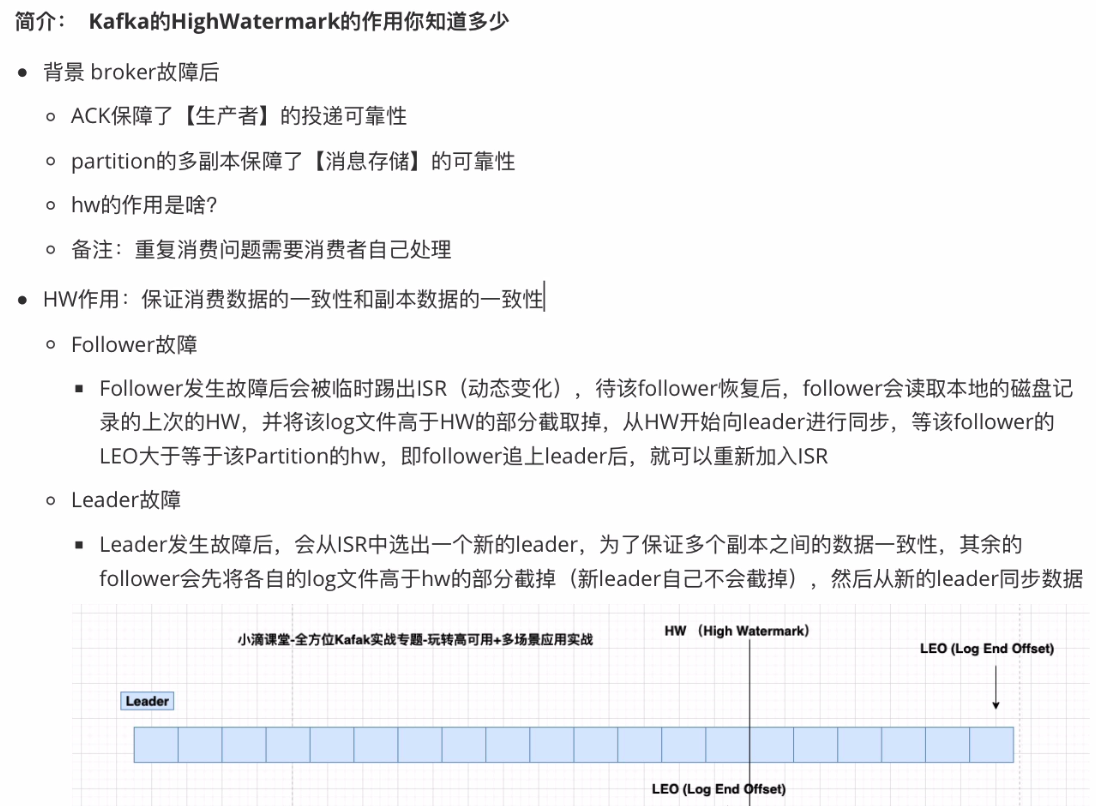 简介： Kafka的HighWatermark的作用你知道多少
背景 broker故障后
ACK保障了【生产者】的投递可靠性
partition的多副本保障了【消息存储】的可靠性
hw的作用是啥？
备注：重复消费问题需要消费者自己处理
HW作用：保证消费数据的一致性和副本数据的一致性
Follower故障
Follower发生故障后会被临时踢出ISR（动态变化），待该follower恢复后，follower会读取本地的磁盘记
录的上次的HW，并将该log文件高于HW的部分截取掉，从HW开始向leader进行同步，等该follower的
LEO大于等于该Partition的hw，即follower追上leader后，就可以重新加入ISR
Leader故障
Leader发生故障后，会从ISR中选出一个新的leader，为了保证多个副本之间的数据一致性，其余的
follower会先将各自的log文件高于hw的部分截掉（新leader自己不会截掉），然后从新的leader同步数据
小滴课堂-全方位Kafak实战专题-玩转高可用+多场景应用实战
HW （High Watermark）
LEO (Log End Offset)
Leader
LEO (Log End Offset)